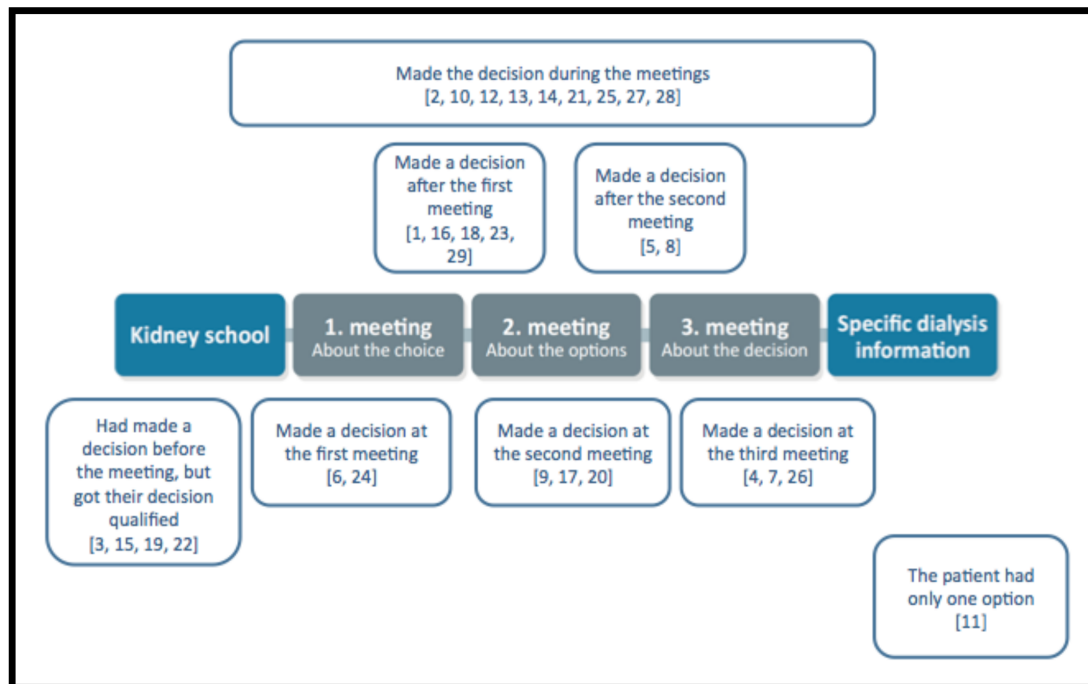 Made the decision during the meetings
[2, 10, 12, 13, 14, 21, 25, 27, 28]
Made a decision
after the first
meeting
[1, 16, 18, 23,
29]
Made a decision
after the second
meeting
[5, 8]
Kidney school
1. meeting
About the choice
2. meeting
About the options
3. meeting
About the decision
Specific dialysis
information
Had made a
decision before
the meeting, but
got their decision
qualified
[3, 15, 19, 22]
Made a decision at
the first meeting
[6, 24]
Made a decision at
the second meeting
[9, 17, 20]
Made a decision at
the third meeting
[4, 7, 26]
The patient had
only one option
[11]